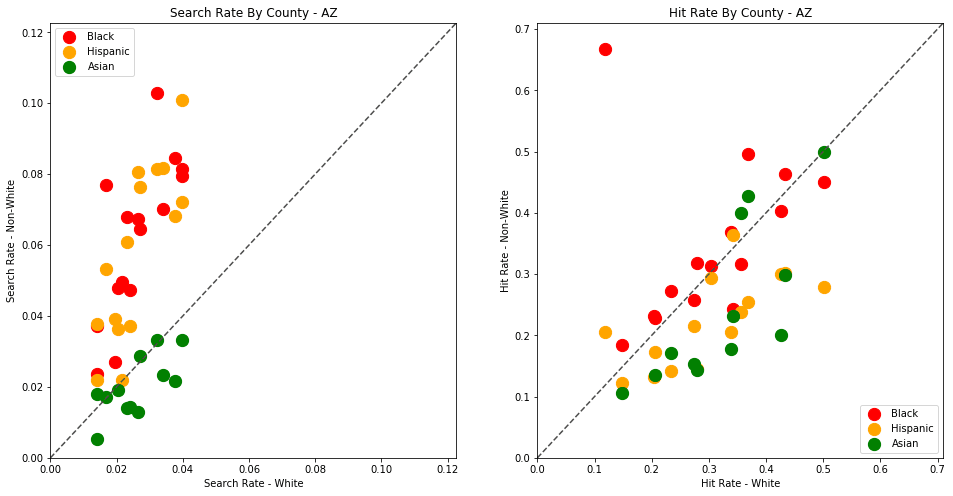 Search Rate By County - AZ
Black
Hispanic
Asian
0.12
0.10
0.08
0.06
0.04
0.02
0.00
Search Rate - Non-White
0.00 0.02 0.04 0.06 0.08 0.10 0.12
Search Rate - White
Hit Rate By County - AZ
0.7
0.6
0.5
0.4
0.3
0.2
0.1
0.0
Hit Rate - Non-White
Black
Hispanic
Asian
0.0 0.1 0.2 0.3 0.4 0.5 0.6 0.7
Hit Rate - White